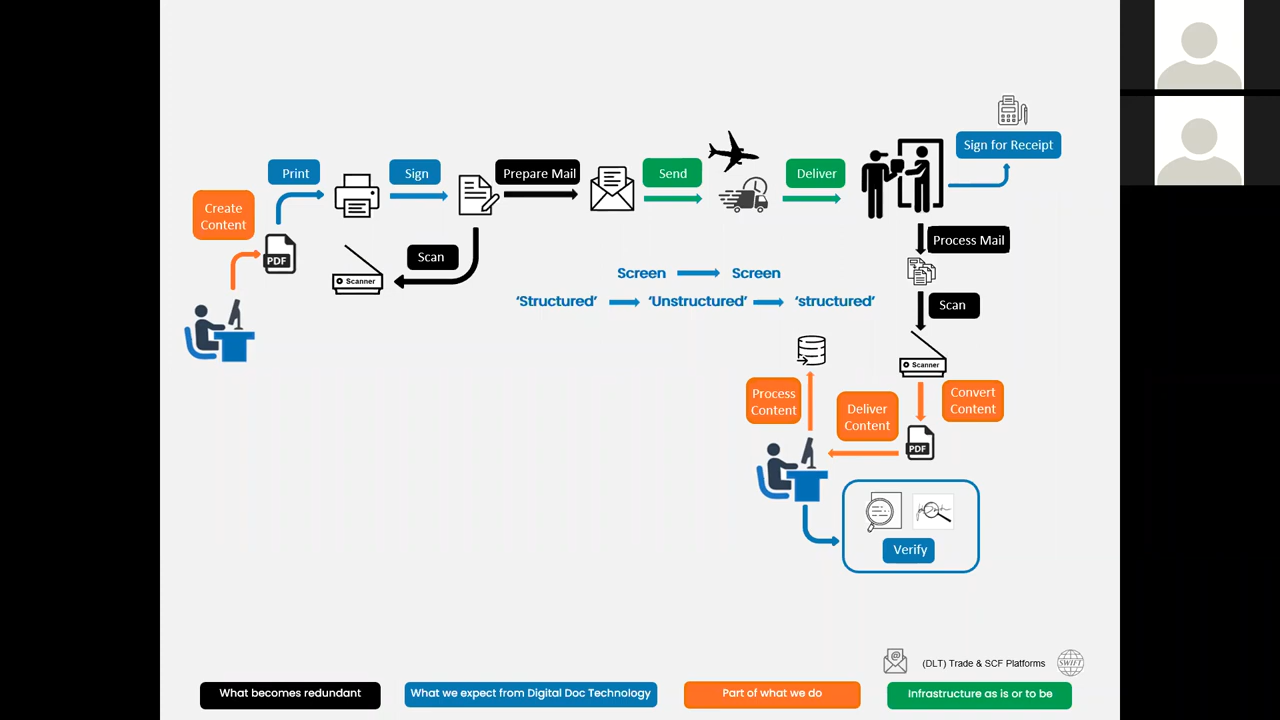 Sign for Receipt
Print
Sign
Prepare Mail
Send
Deliver
Create
Content
PDF
Scan
Scanner
Process Mail
Screen
Screen
‘Structured’
‘Unstructured’
‘structured’
Scan
Scanner
Convert
Content
Process
Content
Deliver
Content
PDF
Verify
@
(DLT) Trade & SCF Platforms
SWIFT
What becomes redundant
What we expect from Digital Doc Technology
Part of what we do
Infrastructure as is or to be